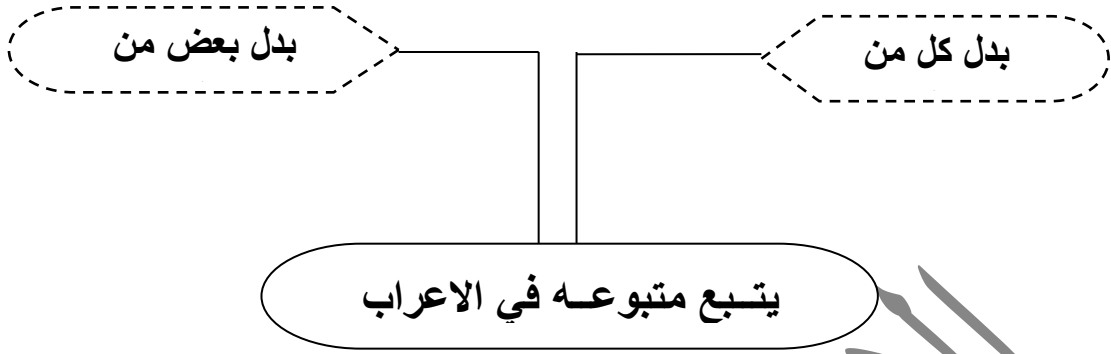 بدل كل من
بدل بعض من
يتبع متبوعه في الاعراب